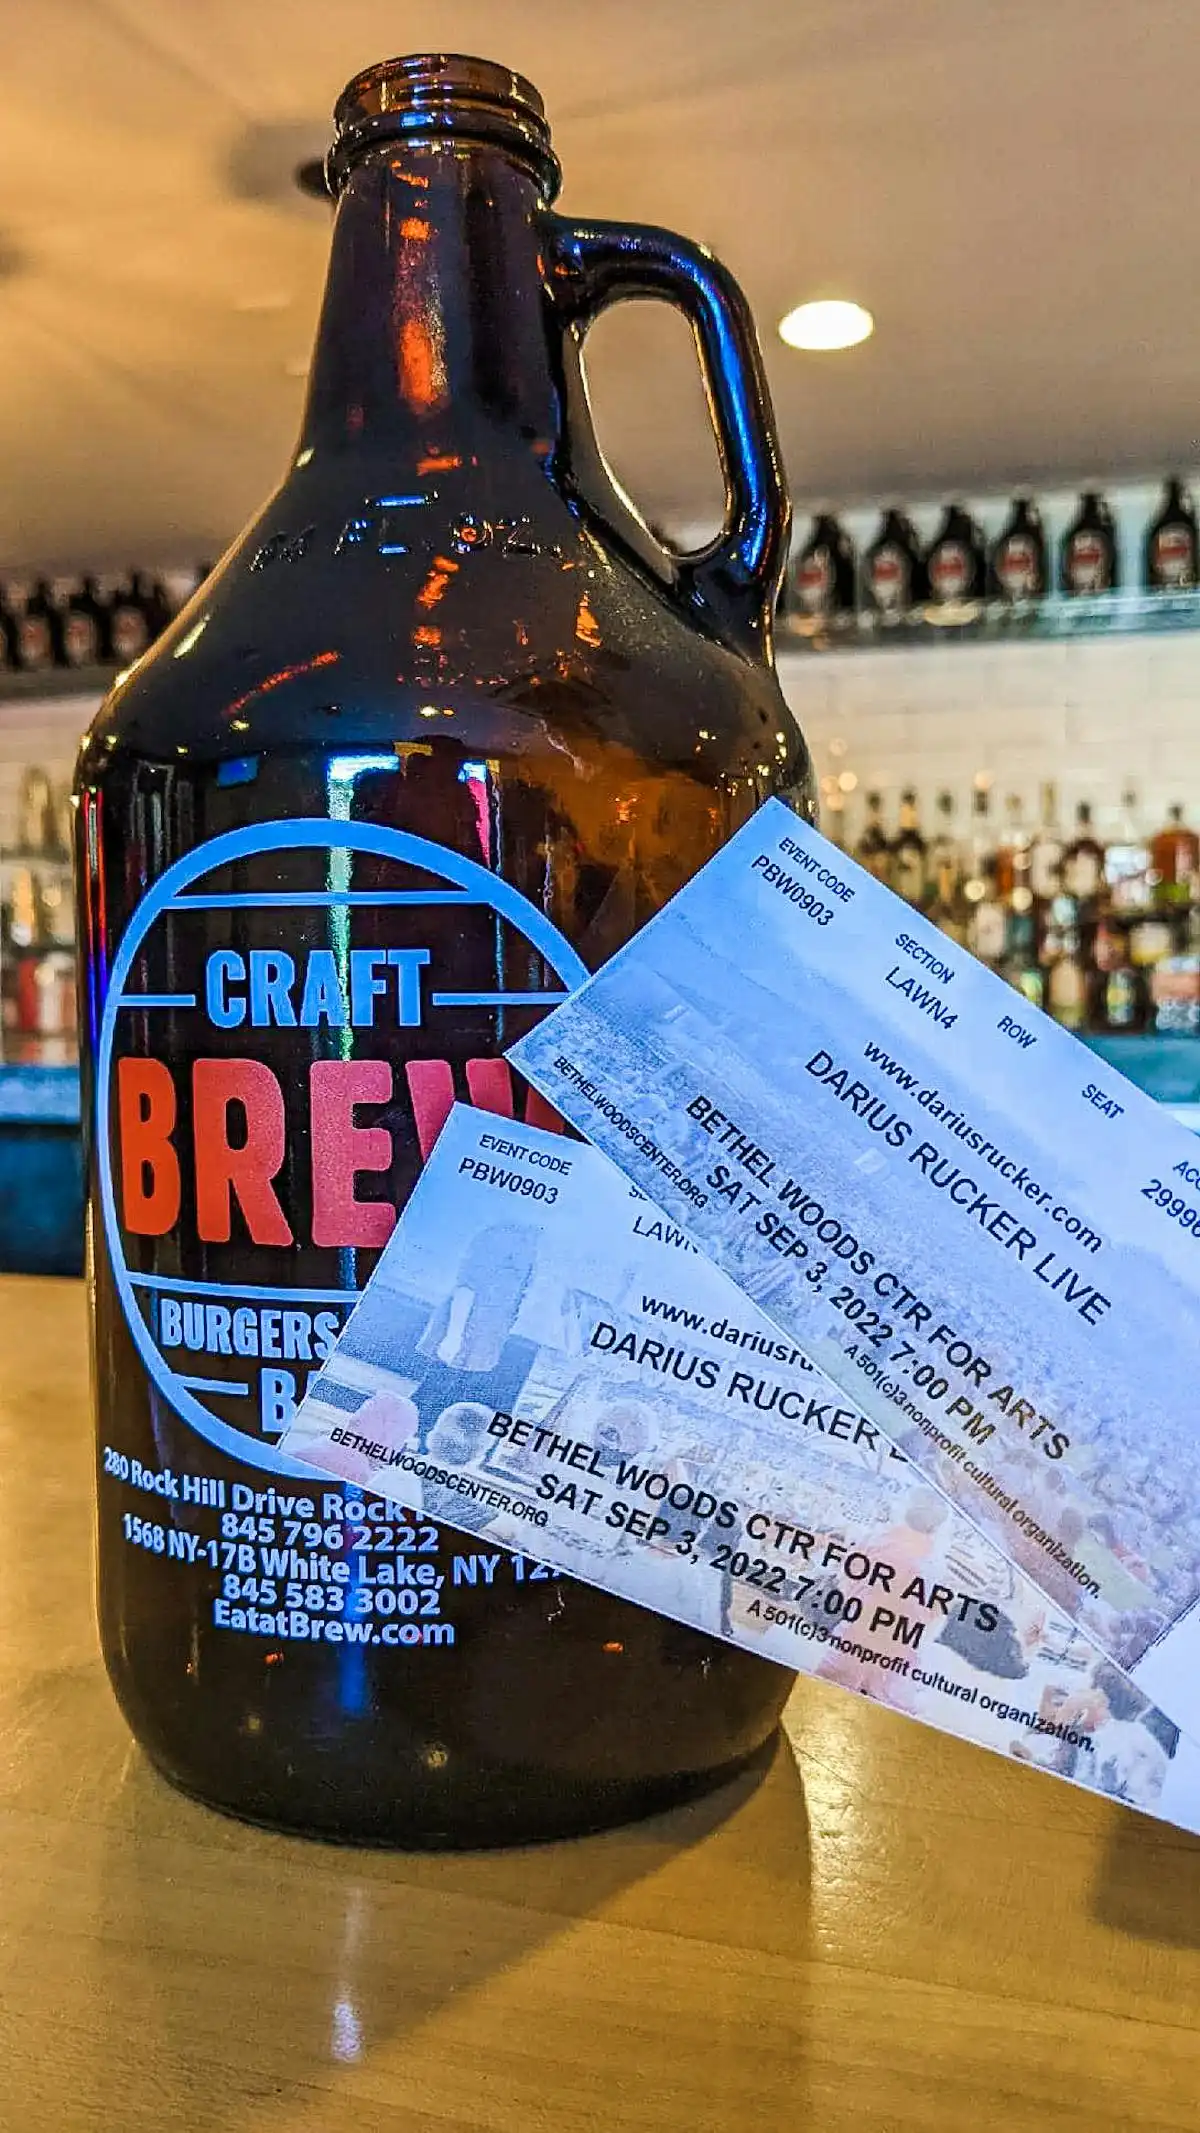 64 FL. OZ.
CRAFT
BREW
BURGERS
280 Rock Hill Drive Rock
845 796 2222
1568 NY-17B White Lake, NY
845 583 3002
EatatBrew.com
EVENT CODE
PBW0903
SECTION
LAWN4
ROW
SEAT
www.dariusrucker.com
DARIUS RUCKER LIVE
BETHEL WOODS CTR FOR ARTS
SAT SEP 3, 2022 7:00 PM
A 501(c)3 nonprofit cultural organization.
BETHELWOODSCENTER.ORG
EVENT CODE
PBW0903
LAWN
www.dariusru
DARIUS RUCKER
BETHEL WOODS CTR FOR ARTS
SAT SEP 3, 2022 7:00 PM
A 501(c)3 nonprofit cultural organization.
BETHELWOODSCENTER.ORG